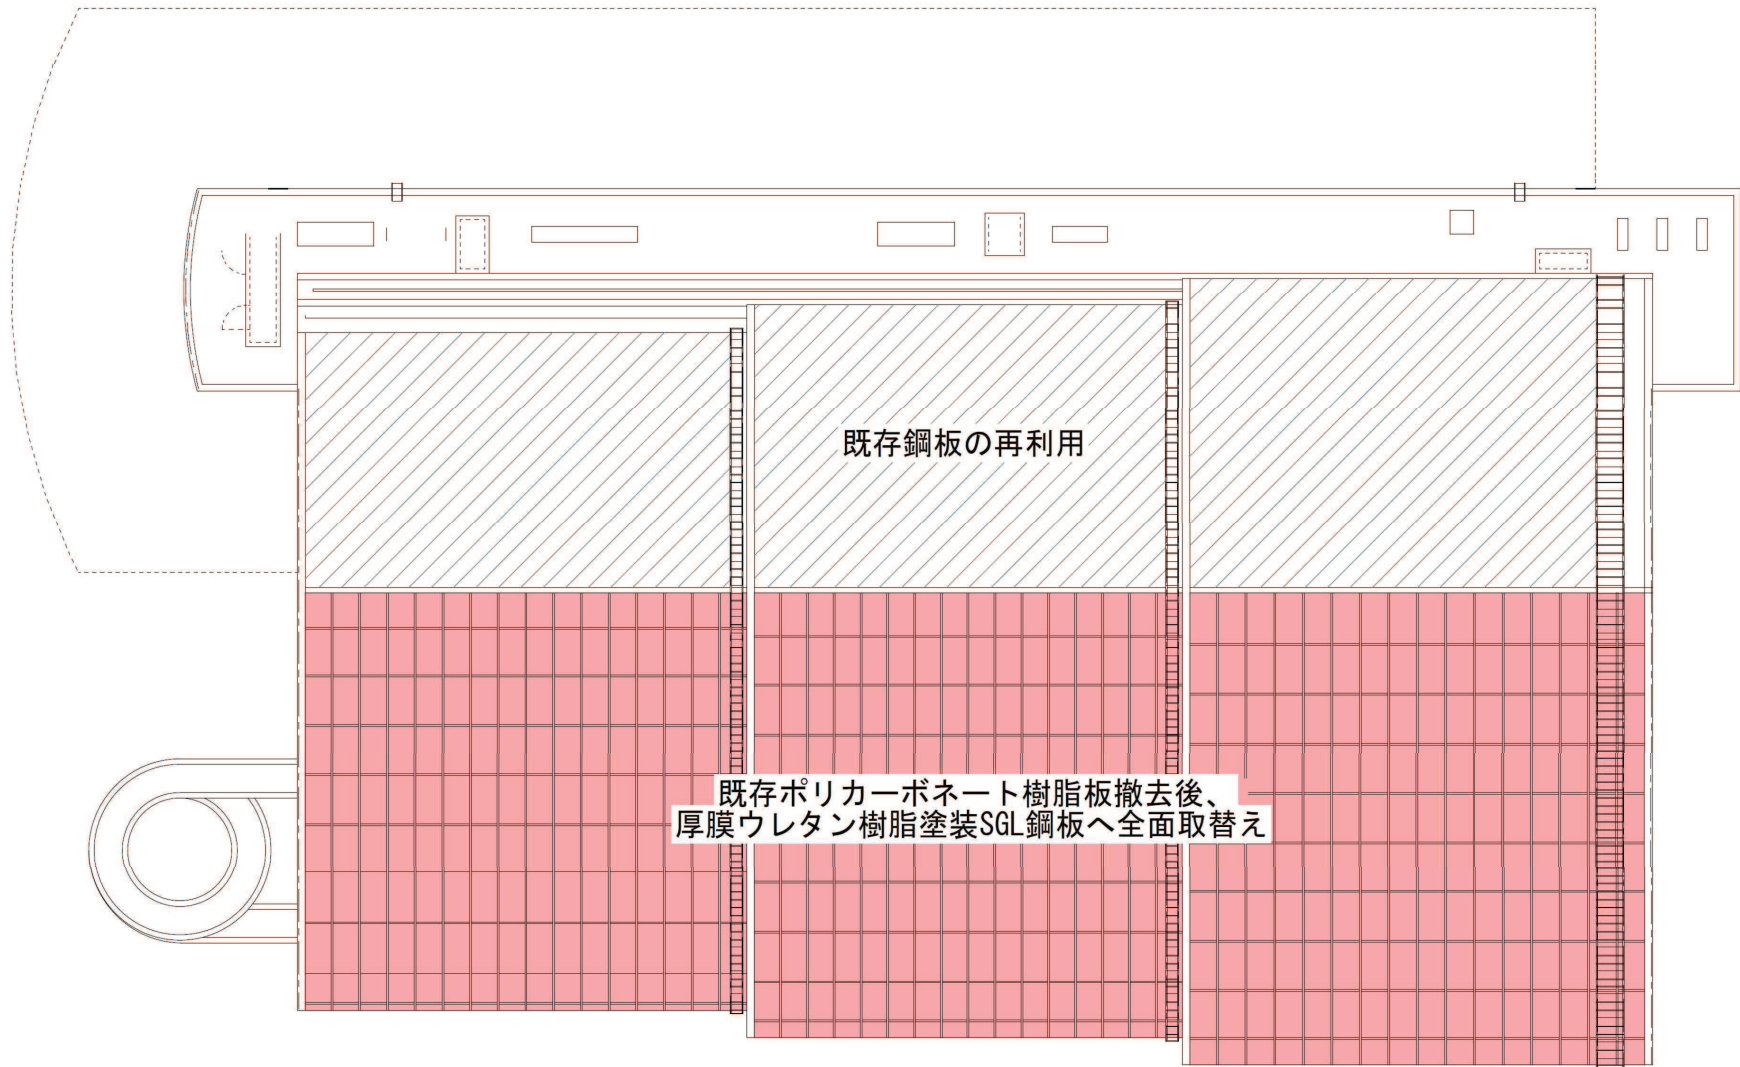 既存鋼板の再利用
既存ポリカーボネート樹脂板撤去後、
厚膜ウレタン樹脂塗装SGL鋼板へ全面取替え